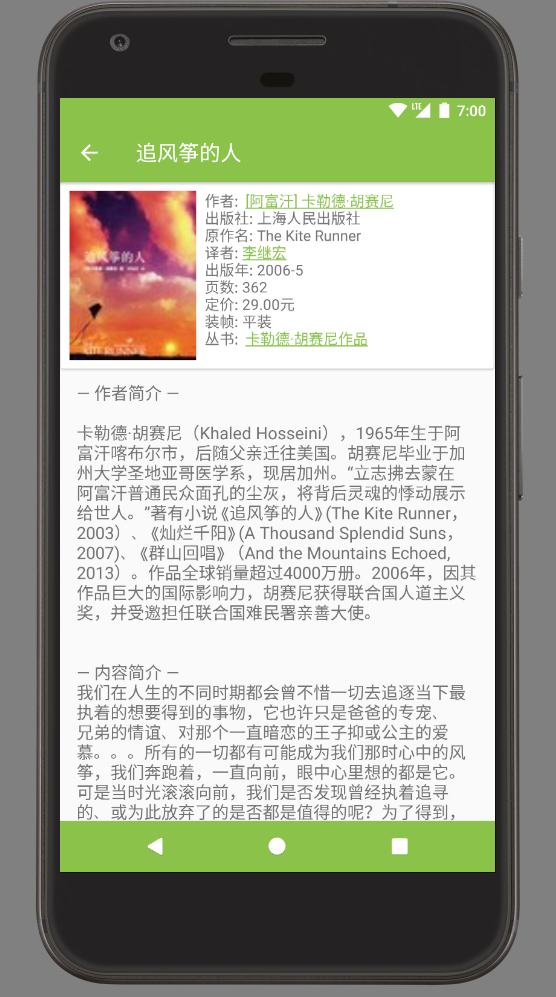 LTE 7:00
追风筝的人
追风筝的人
KITE RUNNER
作者: [阿富汗] 卡勒德·胡赛尼
出版社: 上海人民出版社
原作名: The Kite Runner
译者: 李继宏
出版年: 2006-5
页数: 362
定价: 29.00元
装帧: 平装
丛书: 卡勒德·胡赛尼作品
— 作者简介 —
卡勒德·胡赛尼（Khaled Hosseini），1965年生于阿
富汗喀布尔市，后随父亲迁往美国。胡赛尼毕业于加
州大学圣地亚哥医学系，现居加州。“立志拂去蒙在
阿富汗普通民众面孔的尘灰，将背后灵魂的悸动展示
给世人。”著有小说《追风筝的人》(The Kite Runner，
2003）、《灿烂千阳》(A Thousand Splendid Suns，
2007)、《群山回唱》（And the Mountains Echoed,
2013）。作品全球销量超过4000万册。2006年，因其
作品巨大的国际影响力，胡赛尼获得联合国人道主义
奖，并受邀担任联合国难民署亲善大使。
— 内容简介 —
我们在人生的不同时期都会曾不惜一切去追逐当下最
执着的想要得到的事物，它也许只是爸爸的专宠、
兄弟的情谊、对那个一直暗恋的王子抑或公主的爱
慕。。。所有的一切都有可能成为我们那时心中的风
筝，我们奔跑着，一直向前，眼中心里想的都是它。
可是当时光滚滚向前，我们是否发现曾经执着追寻
的、或为此放弃了的是否都是值得的呢？为了得到，